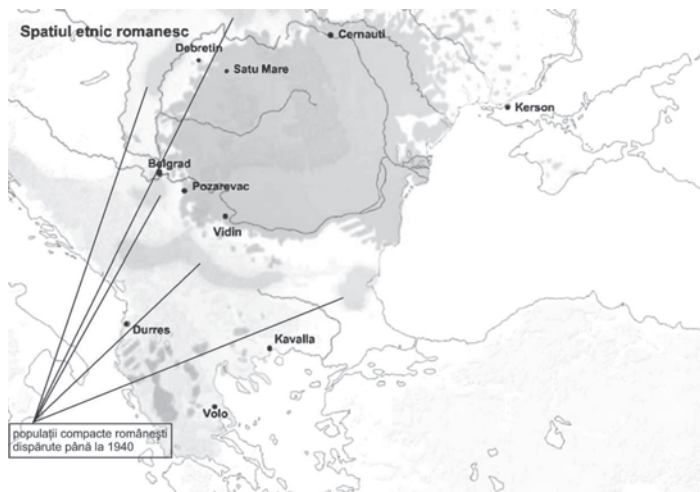 Spatiul etnic romanesc
Cernauti
Debretin
Satu Mare
Kerson
Belgrad
Pozarevac
Vidin
Durres
Kavalla
Volo
populații compacte românești
dispărute până la 1940